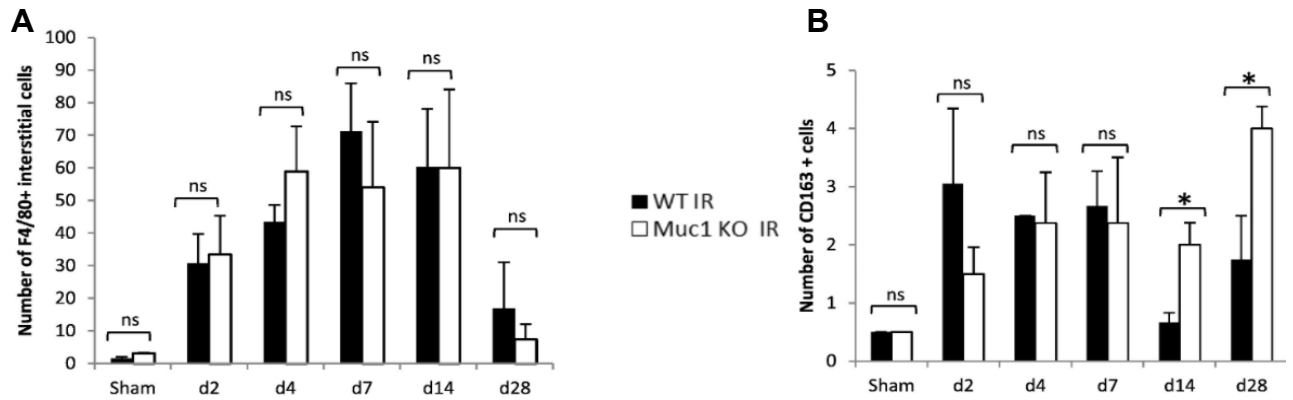 A
Number of F4/80+ interstitial cells
100
90
80
70
60
50
40
30
20
10
0
ns
ns
ns
ns
ns
ns
Sham d2 d4 d7 d14 d28
WT IR
Muc1 KO IR
B
Number of CD163 + cells
5
4
3
2
1
0
ns
ns
ns
ns
*
*
Sham d2 d4 d7 d14 d28